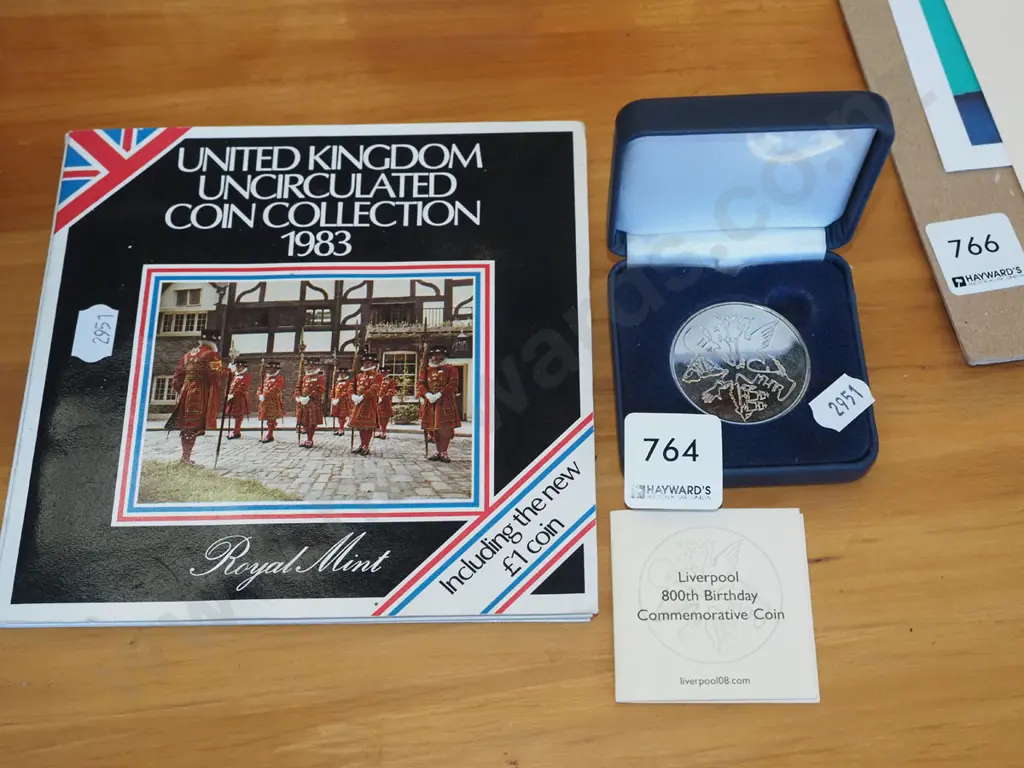 UNITED KINGDOM
UNCIRCULATED
COIN COLLECTION
1983
2951
Royal Mint
Including the new
£1 coin
2951
764
HAYWARD'S
Liverpool
800th Birthday
Commemorative Coin
liverpool08.com
766
HAYWARD'S